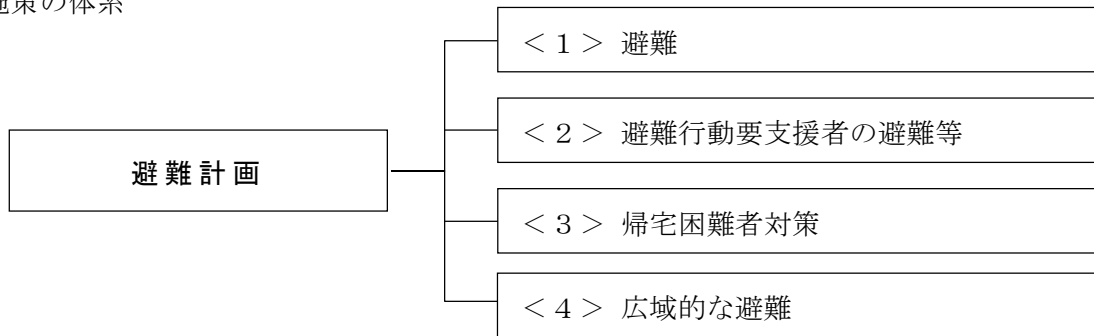 施策の体系
<1> 避難
<2> 避難行動要支援者の避難等
避難計画
<3> 帰宅困難者対策
<4> 広域的な避難